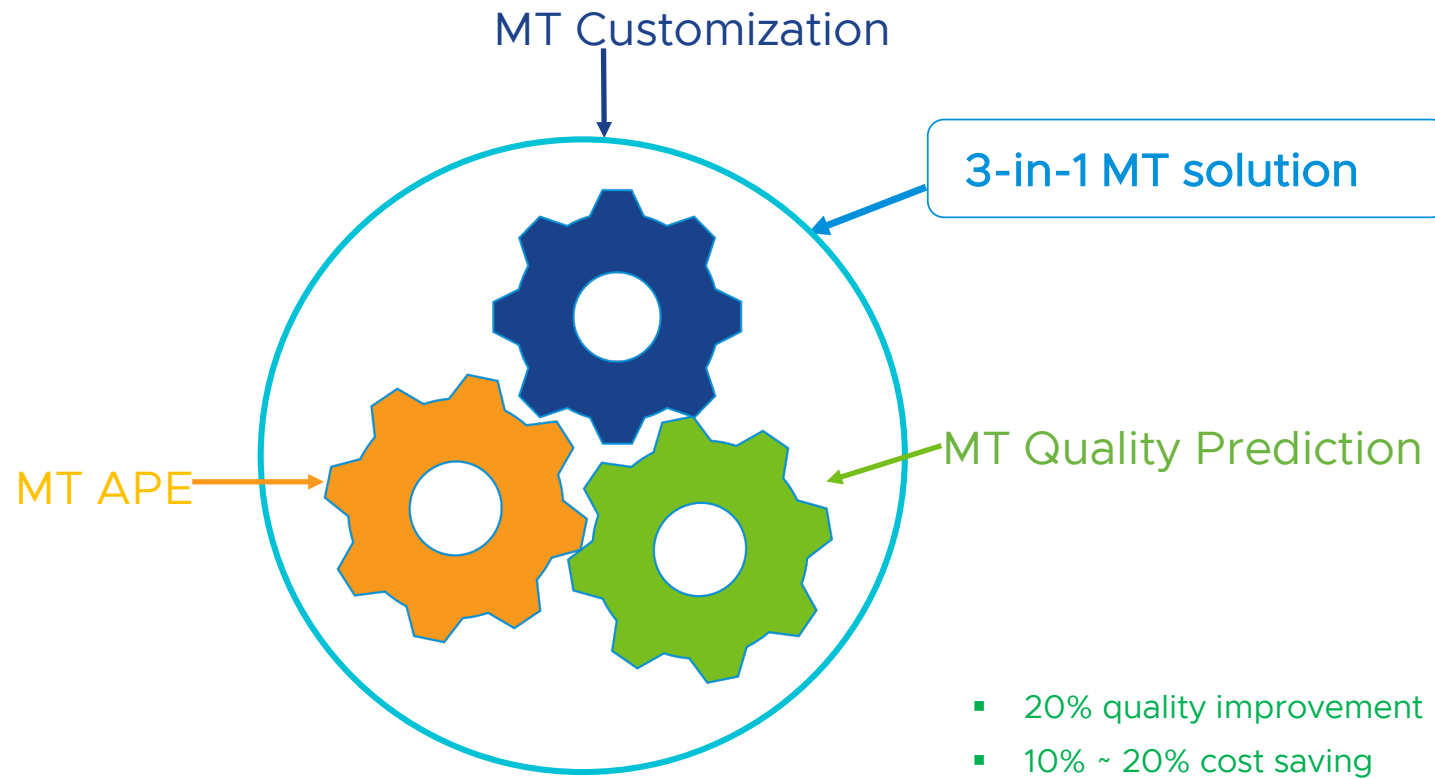 MT Customization
3-in-1 MT solution
MT Quality Prediction
MT APE
▪ 20% quality improvement
▪ 10% ~ 20% cost saving